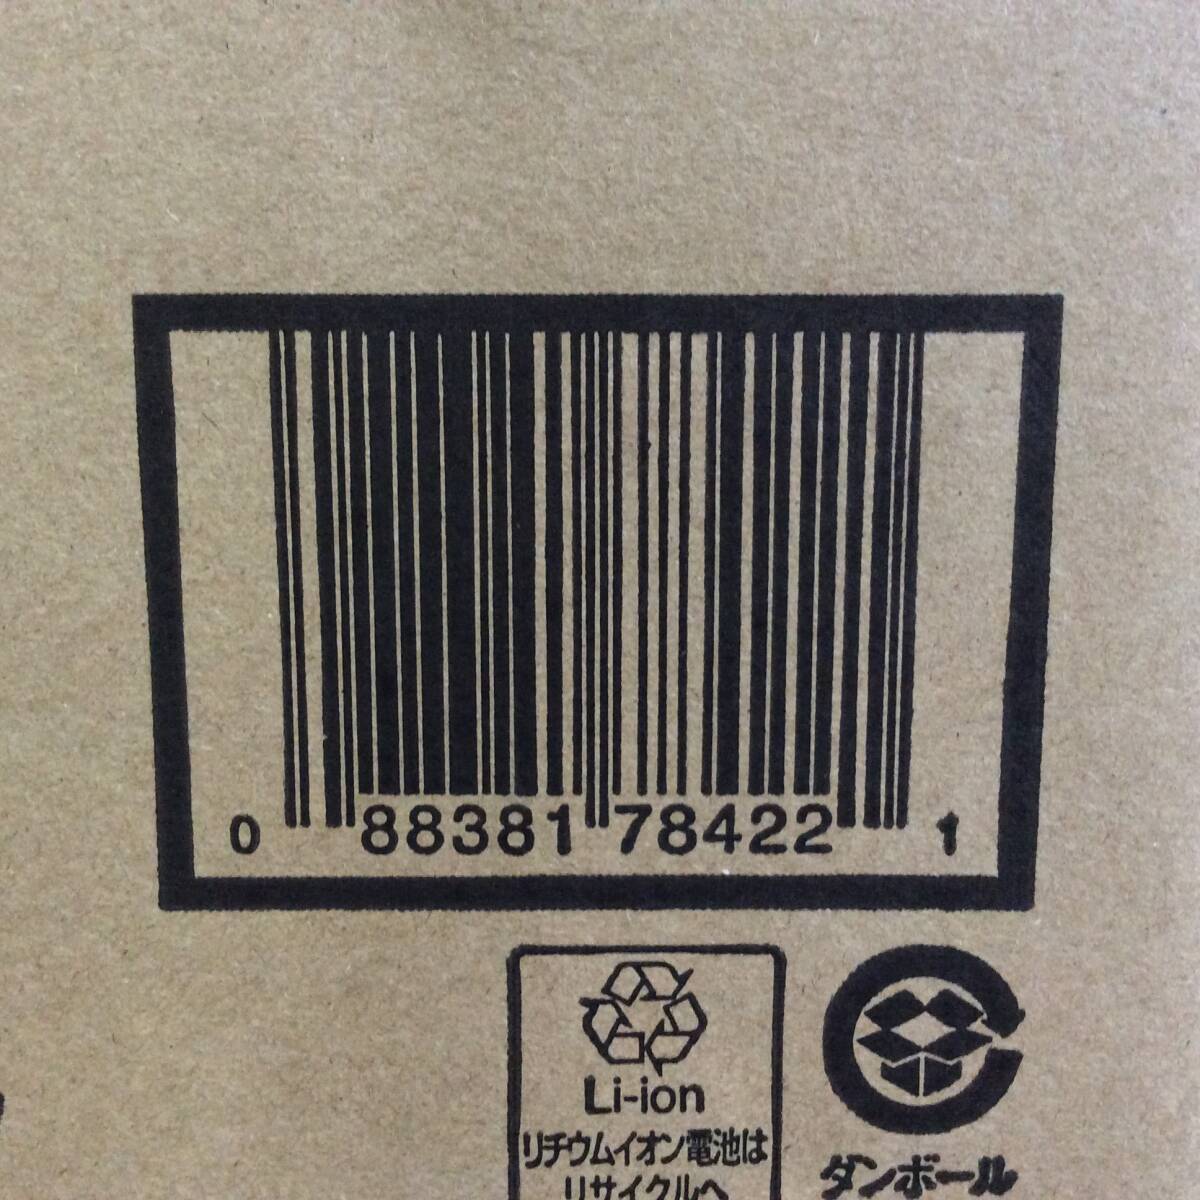 0 88381 78422 1
Li-ion
リチウムイオン電池は
リサイクルへ
ダンボール